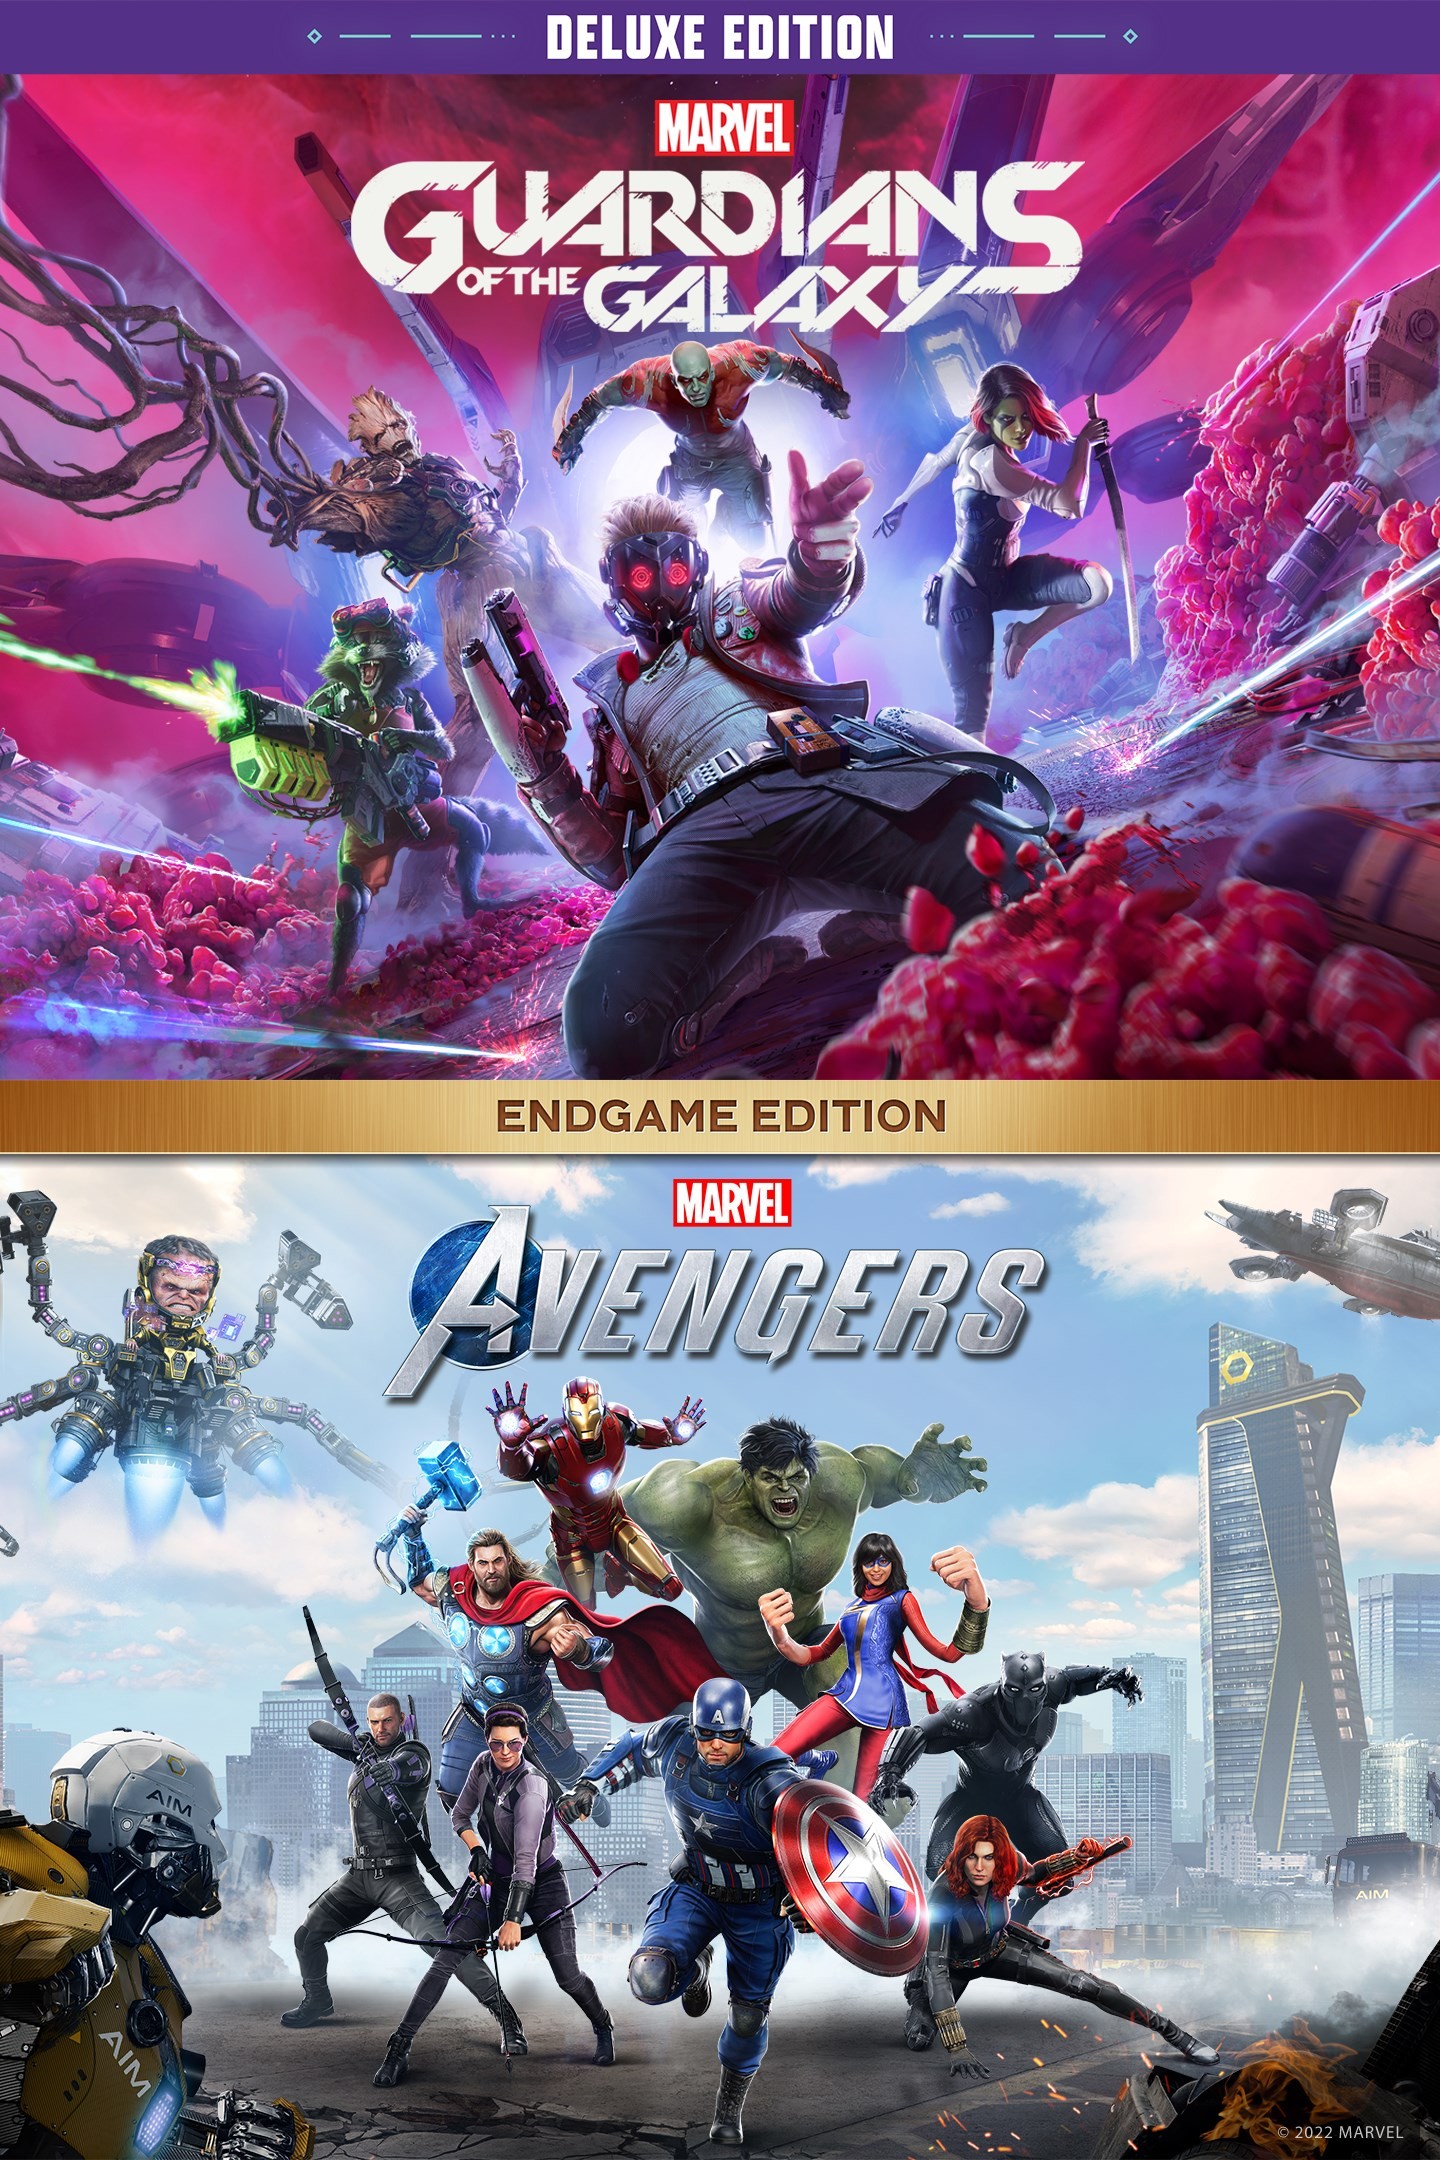 DELUXE EDITION
MARVEL
GUARDIANS
OF THE
GALAXY
ENDGAME EDITION
MARVEL
AVENGERS
A
AIM
AIM
AIM
© 2022 MARVEL